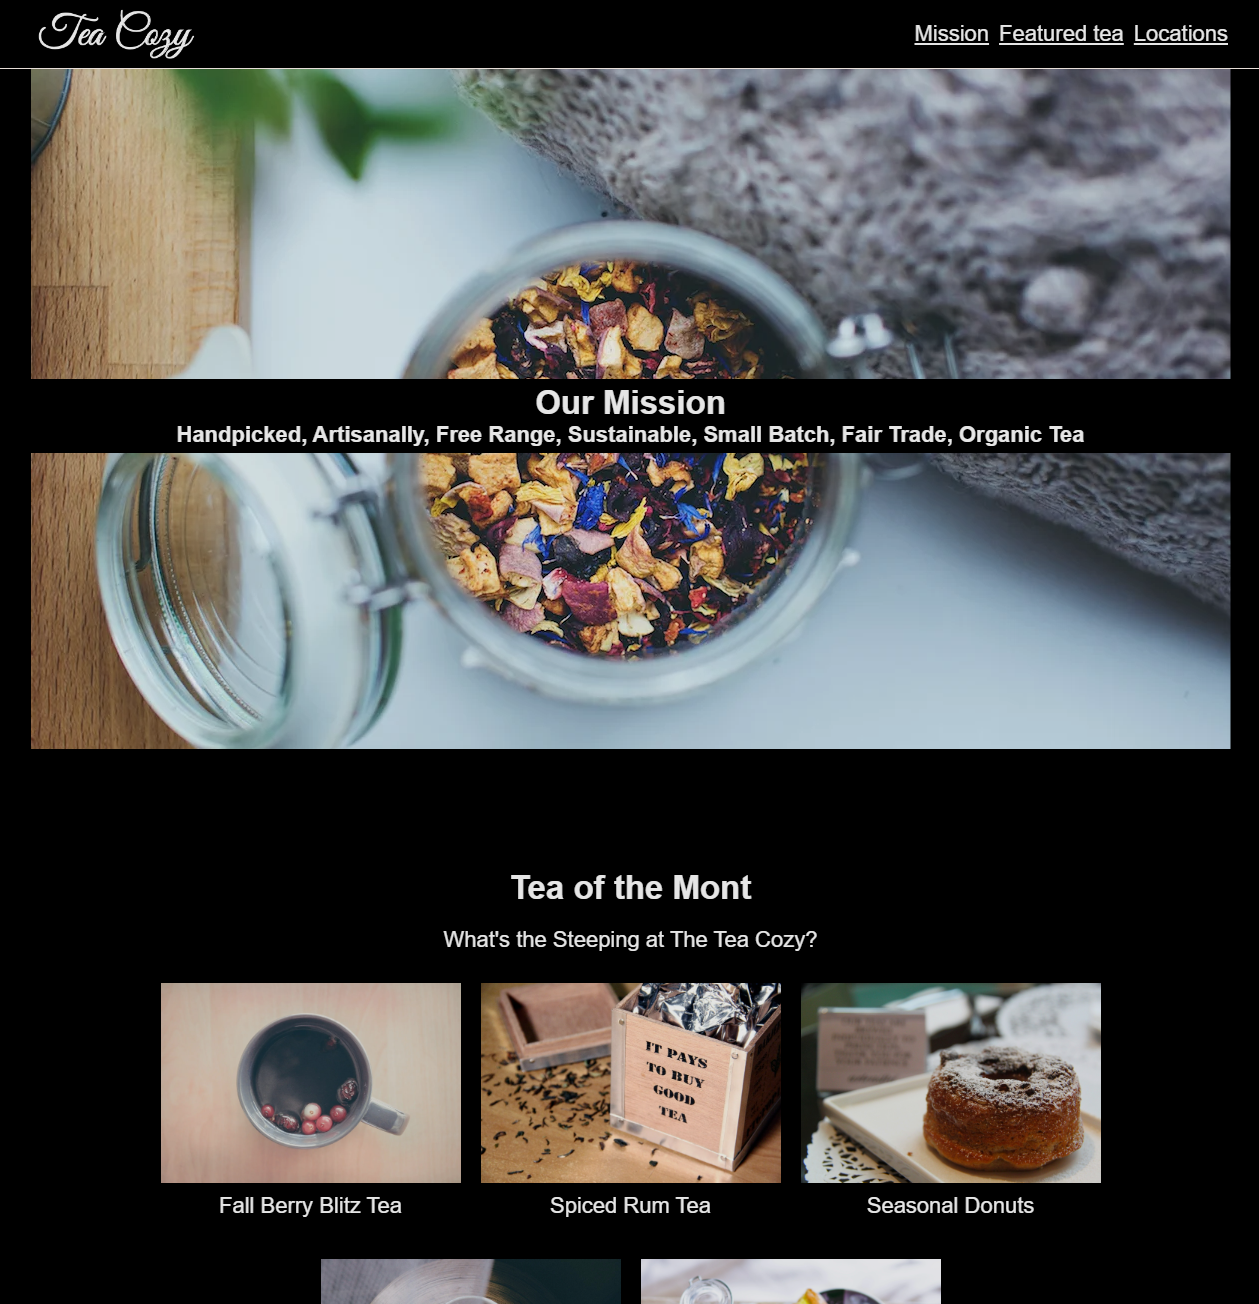 Tea Cozy
Mission Featured tea Locations
Our Mission
Handpicked, Artisanally, Free Range, Sustainable, Small Batch, Fair Trade, Organic Tea
Tea of the Mont
What's the Steeping at The Tea Cozy?
IT PAYS
TO BUY
GOOD
TEA
Fall Berry Blitz Tea
Spiced Rum Tea
Seasonal Donuts